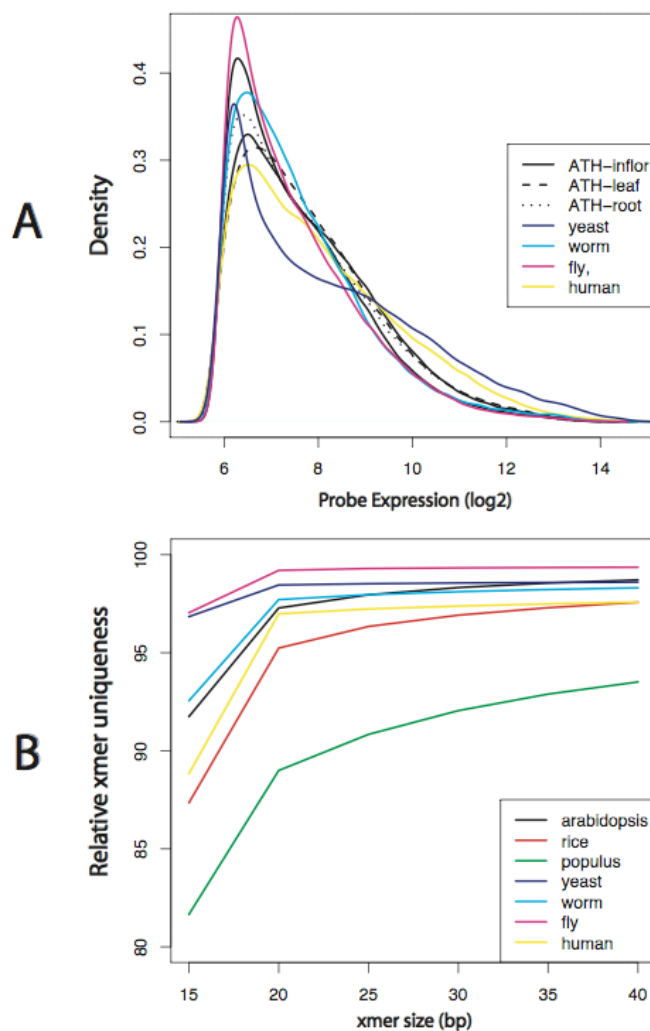 A
Density
0.0
0.1
0.2
0.3
0.4
6
8
10
12
14
Probe Expression (log2)
ATH-inflor
ATH-leaf
ATH-root
yeast
worm
fly,
human
B
Relative xmer uniqueness
80
85
90
95
100
15
20
25
30
35
40
xmer size (bp)
arabidopsis
rice
populus
yeast
worm
fly
human